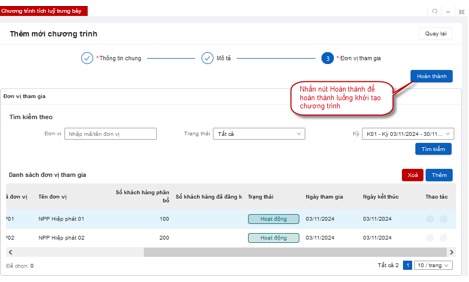 Chương trình tích luỹ trưng bày
Thêm mới chương trình
Quay lại
* Thông tin chung
* Mô tả
3 * Đơn vị tham gia
Hoàn thành
Nhấn nút Hoàn thành để
hoàn thành luồng khởi tạo
chương trình
Đơn vị tham gia
Tìm kiếm theo
Đơn vị Nhập mã/tên đơn vị Trạng thái Tất cả Kỳ K01 - Kỳ 03/11/2024 - 30/11...
Tìm kiếm
Danh sách đơn vị tham gia Xoá Thêm
ã đơn vị Tên đơn vị Số khách hàng phân bổ Số khách hàng đã đăng k Trạng thái Ngày tham gia Ngày kết thúc Thao tác
P01 NPP Hiệp phát 01 100 Hoạt động 03/11/2024 03/11/2024
P02 NPP Hiệp phát 02 200 Hoạt động 03/11/2024 03/11/2024
Đã chọn: 0 Tất cả 2 1 10 / trang